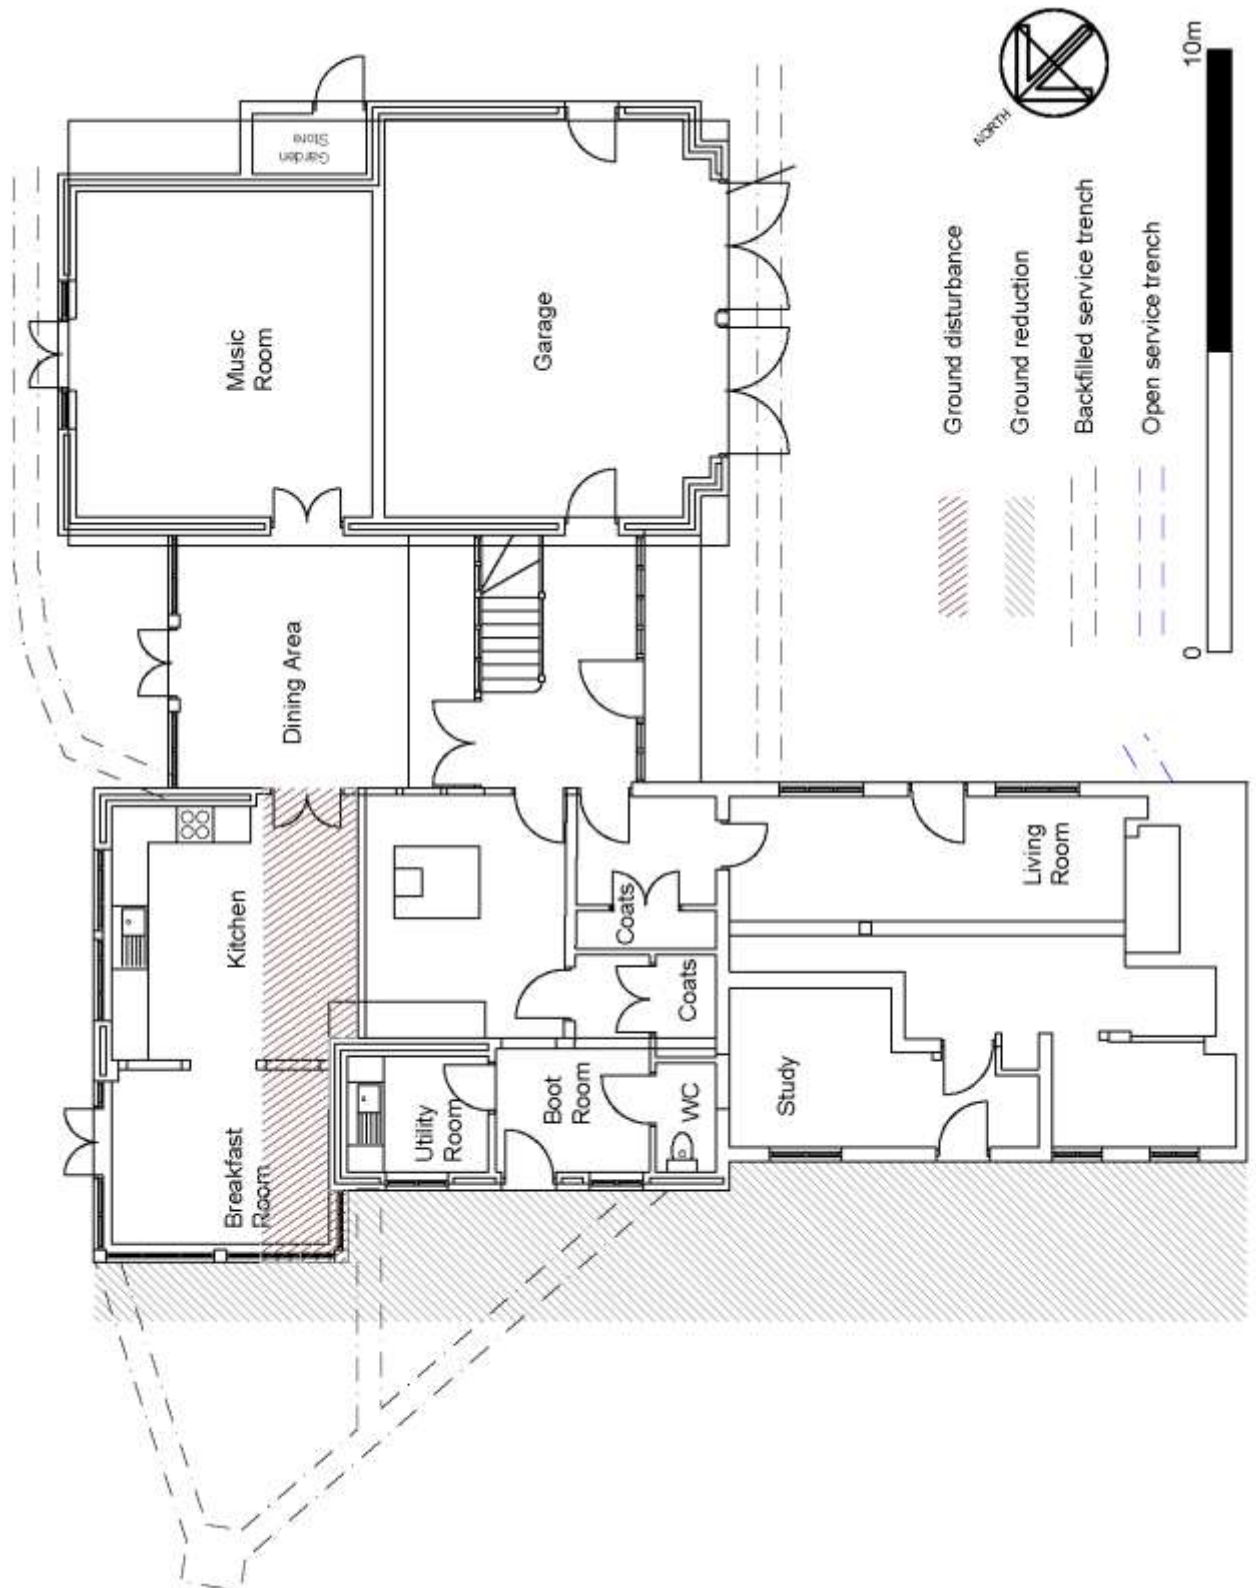 Garden
Store
Music
Room
Garage
Dining Area
Kitchen
Breakfast
Room
Utility
Room
Boot
Room
WC
Coats
Coats
Study
Living
Room
NORTH
Ground disturbance
Ground reduction
Backfilled service trench
Open service trench
0
10m